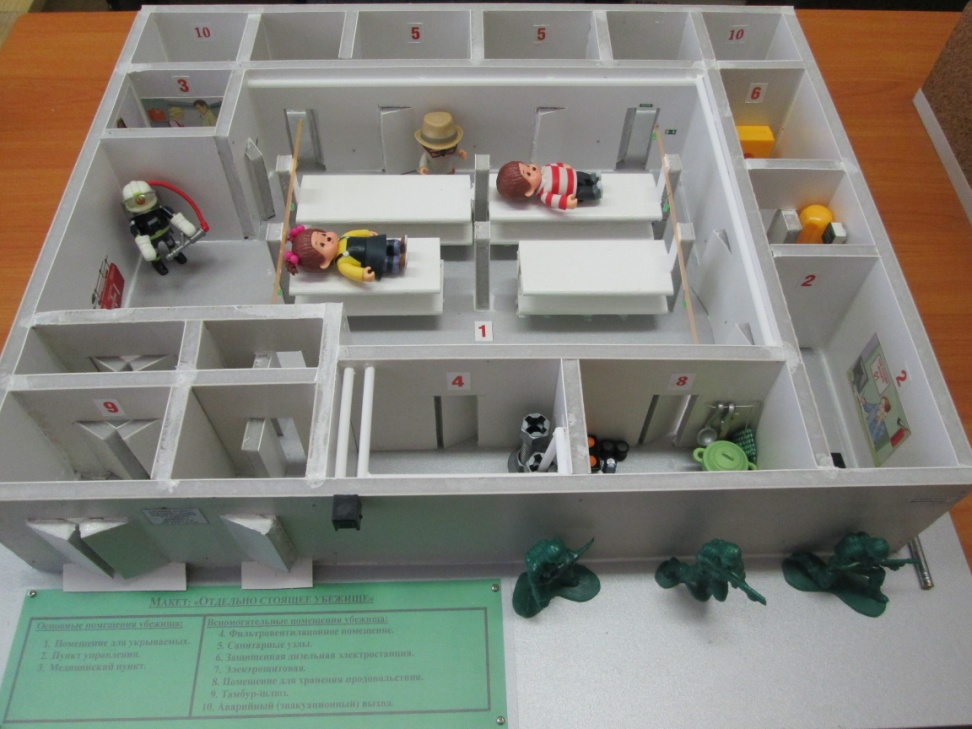 10
5
5
10
3
6
2
1
2
4
8
9
МАКЕТ: «ОТДЕЛЬНО СТОЯЩЕЕ УБЕЖИЩЕ»
Основные помещения убежища:
1. Помещение для укрываемых.
2. Пункт управления.
3. Медицинский пункт.
Вспомогательные помещения убежища:
4. Фильтровентиляционное помещение.
5. Санитарные узлы.
6. Защищенная дизельная электростанция.
7. Электрощитовая.
8. Помещение для хранения продовольствия.
9. Тамбур-шлюз.
10. Аварийный (эвакуационный) выход.